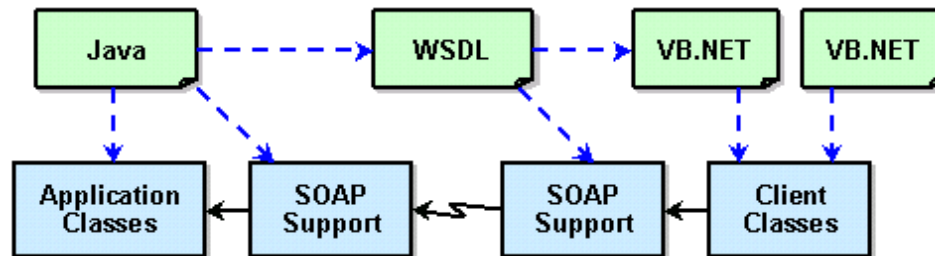 Java
WSDL
VB.NET
VB.NET
Application
Classes
SOAP
Support
SOAP
Support
Client
Classes